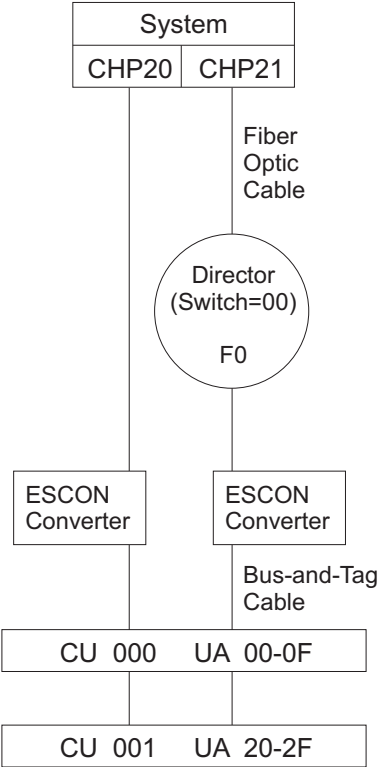 System
CHP20 CHP21
Fiber
Optic
Cable
Director
(Switch=00)
F0
ESCON
Converter
ESCON
Converter
Bus-and-Tag
Cable
CU 000 UA 00-0F
CU 001 UA 20-2F